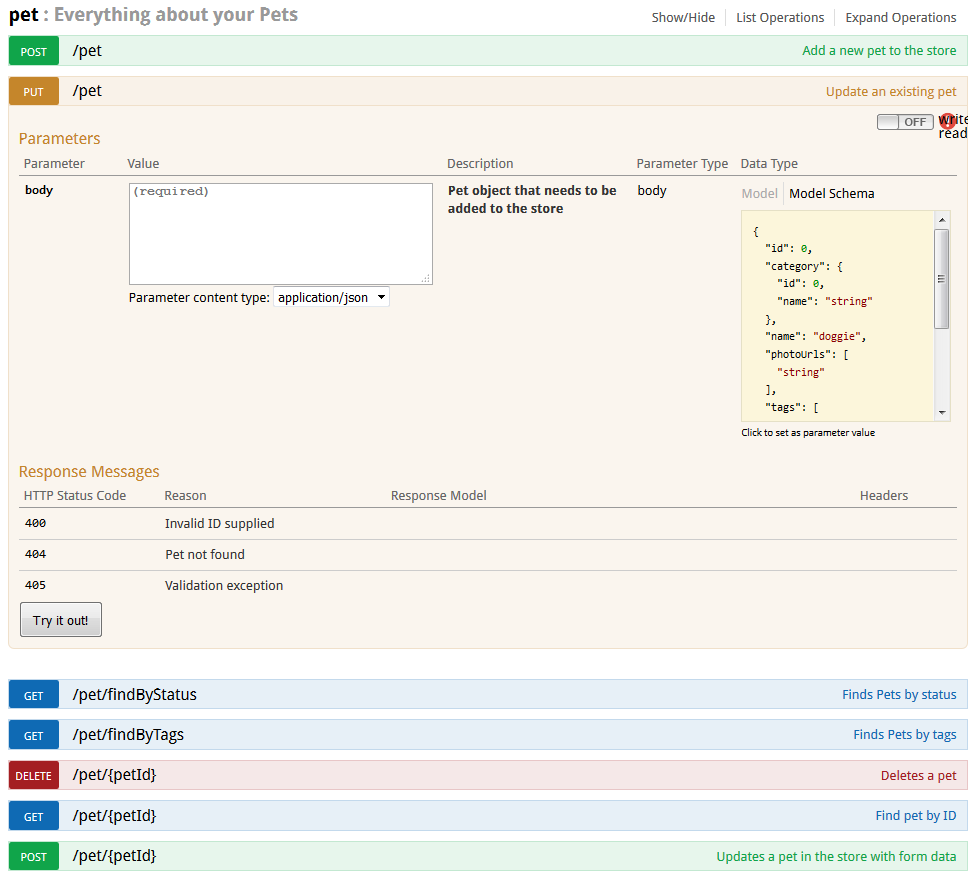 pet : Everything about your Pets
Show/Hide
List Operations
Expand Operations
POST /pet Add a new pet to the store
PUT /pet Update an existing pet
OFF
write
read
Parameters
Parameter Value Description Parameter Type Data Type
body
(required)
Parameter content type: application/json
Pet object that needs to be
added to the store
body
Model Model Schema
{
  "id": 0,
  "category": {
    "id": 0,
    "name": "string"
  },
  "name": "doggie",
  "photoUrls": [
    "string"
  ],
  "tags": [
Click to set as parameter value
Response Messages
HTTP Status Code Reason Response Model Headers
400 Invalid ID supplied
404 Pet not found
405 Validation exception
Try it out!
GET /pet/findByStatus Finds Pets by status
GET /pet/findByTags Finds Pets by tags
DELETE /pet/{petId} Deletes a pet
GET /pet/{petId} Find pet by ID
POST /pet/{petId} Updates a pet in the store with form data